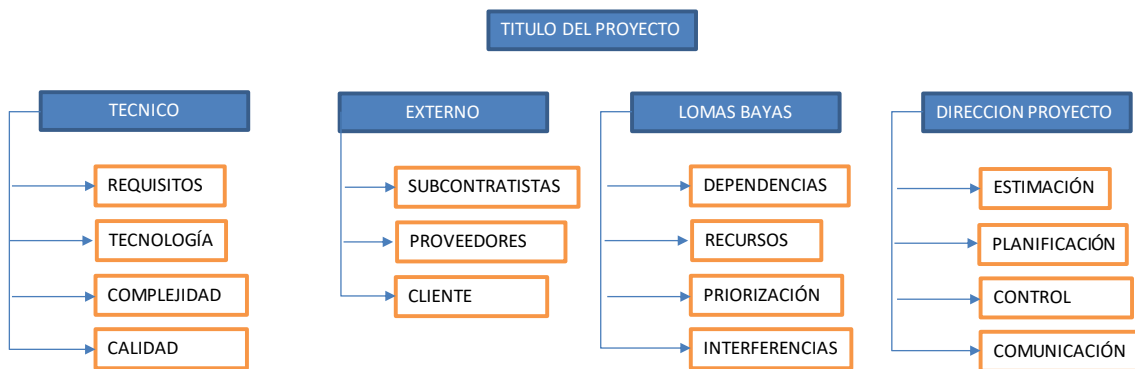 TITULO DEL PROYECTO
TECNICO
REQUISITOS
TECNOLOGÍA
COMPLEJIDAD
CALIDAD
EXTERNO
SUBCONTRATISTAS
PROVEEDORES
CLIENTE
LOMAS BAYAS
DEPENDENCIAS
RECURSOS
PRIORIZACIÓN
INTERFERENCIAS
DIRECCION PROYECTO
ESTIMACIÓN
PLANIFICACIÓN
CONTROL
COMUNICACIÓN